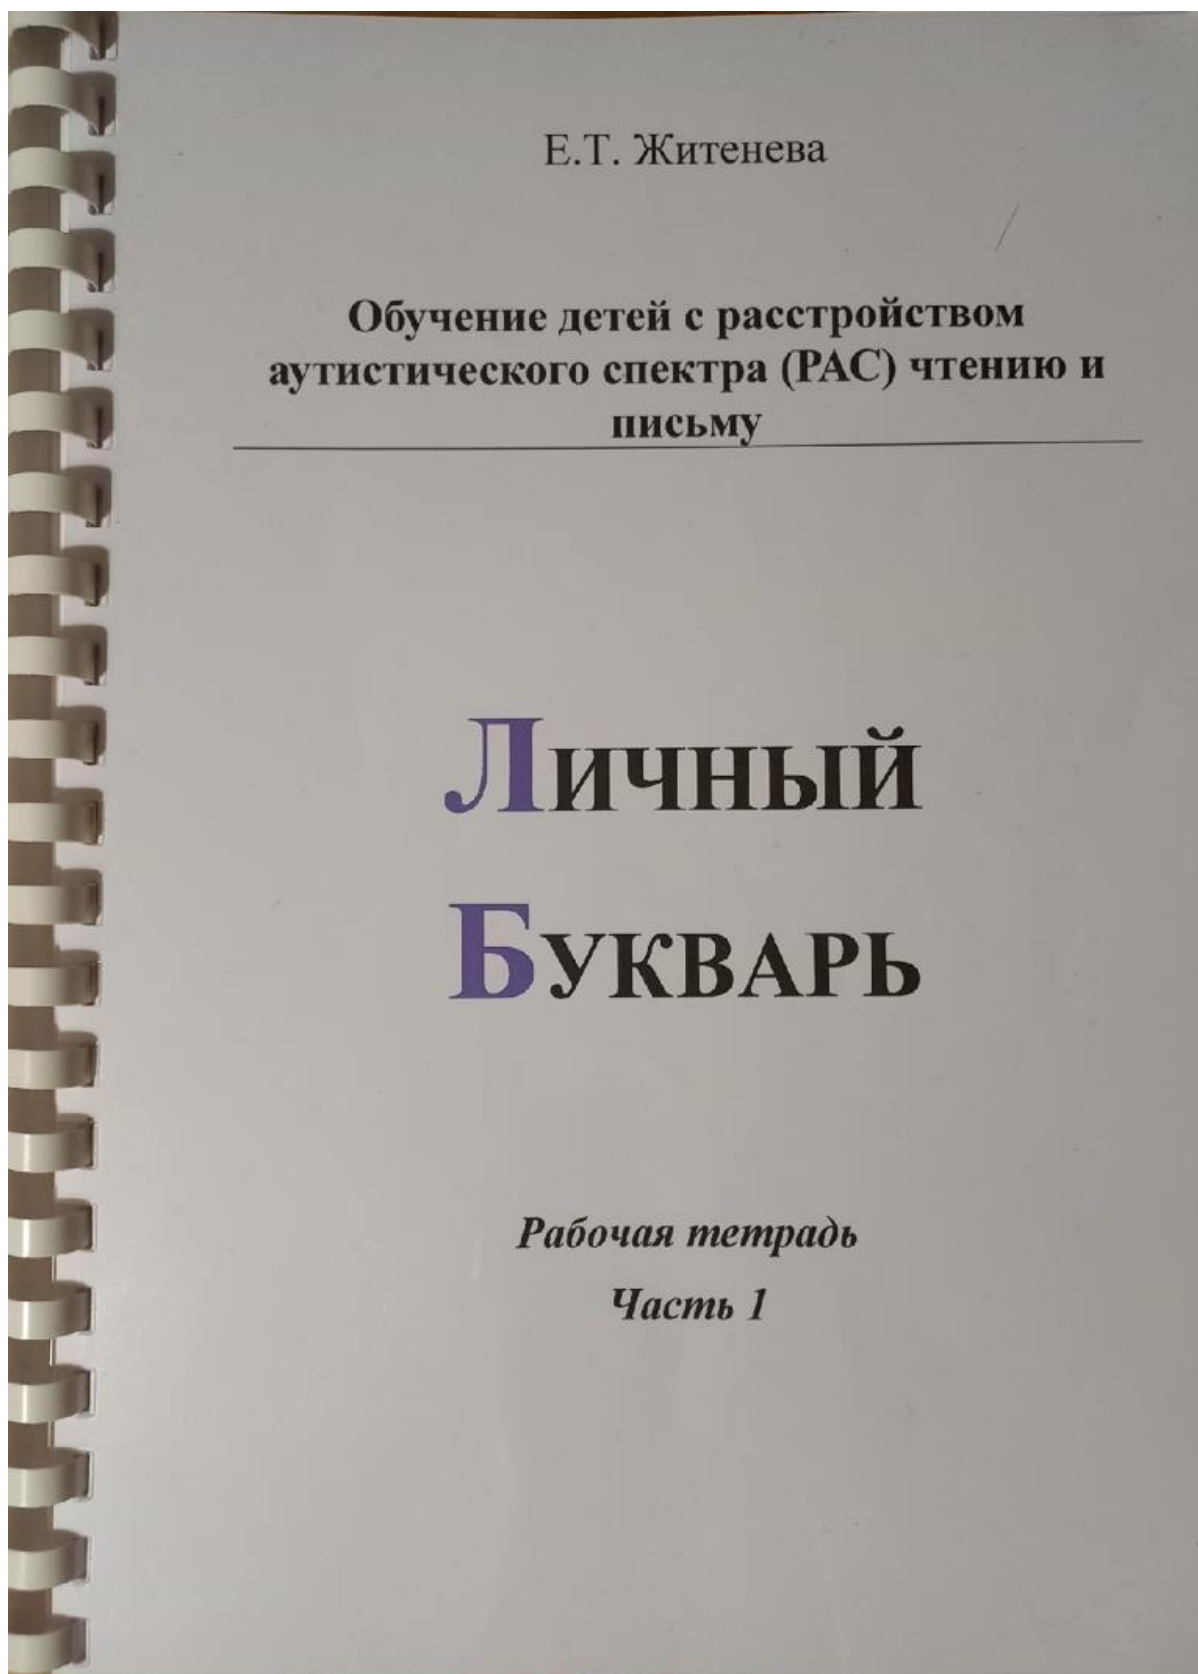 Е.Т. Житенева
Обучение детей с расстройством
аутистического спектра (РАС) чтению и
письму
Личный
Букварь
Рабочая тетрадь
Часть 1